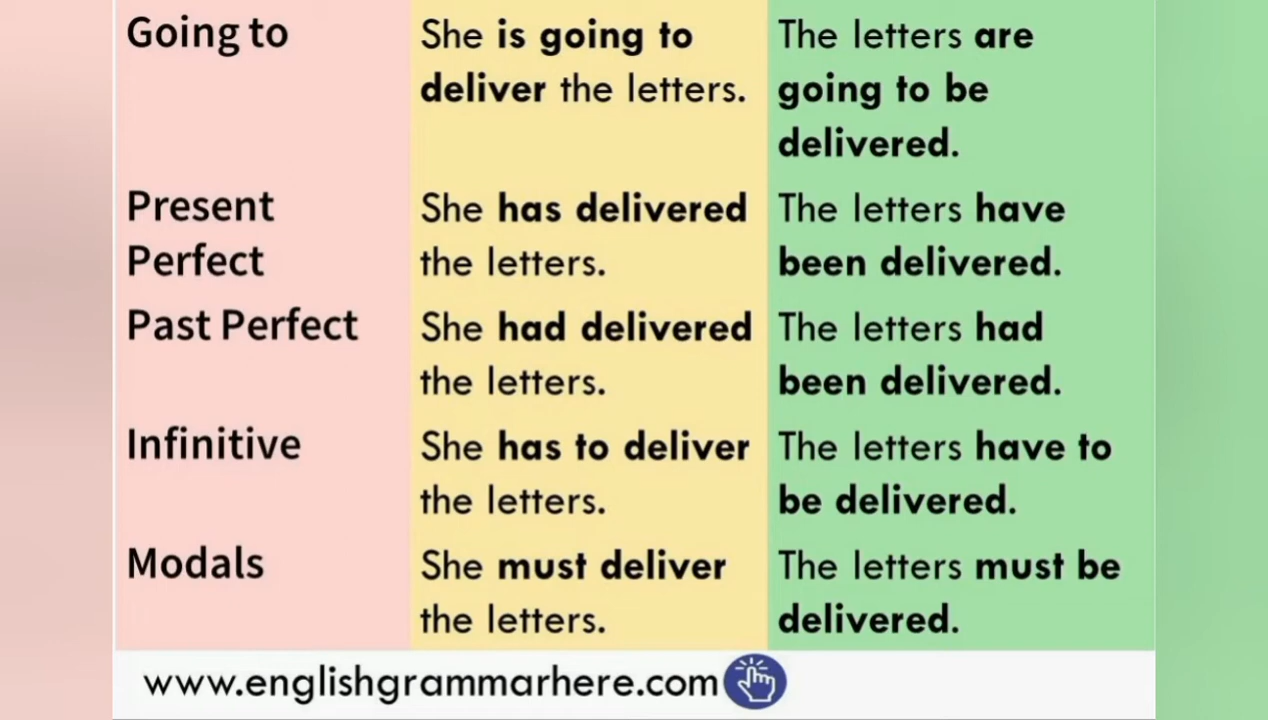 Going to
She is going to
deliver the letters.
The letters are
going to be
delivered.
Present
Perfect
She has delivered
the letters.
The letters have
been delivered.
Past Perfect
She had delivered
the letters.
The letters had
been delivered.
Infinitive
She has to deliver
the letters.
The letters have to
be delivered.
Modals
She must deliver
the letters.
The letters must be
delivered.
www.englishgrammarhere.com